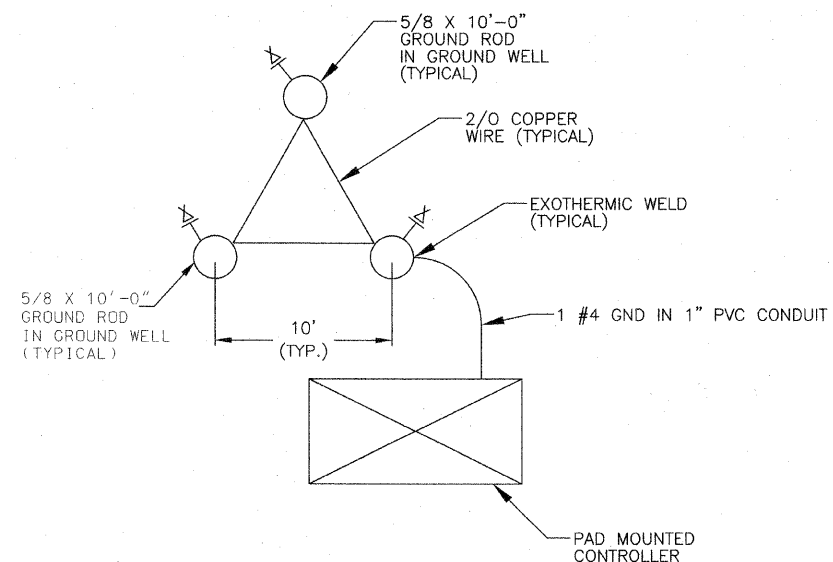 5/8 X 10'-0"
GROUND ROD
IN GROUND WELL
(TYPICAL)
2/0 COPPER
WIRE (TYPICAL)
EXOTHERMIC WELD
(TYPICAL)
5/8 X 10'-0"
GROUND ROD
IN GROUND WELL
(TYPICAL)
10'
(TYP.)
1 #4 GND IN 1" PVC CONDUIT
PAD MOUNTED
CONTROLLER